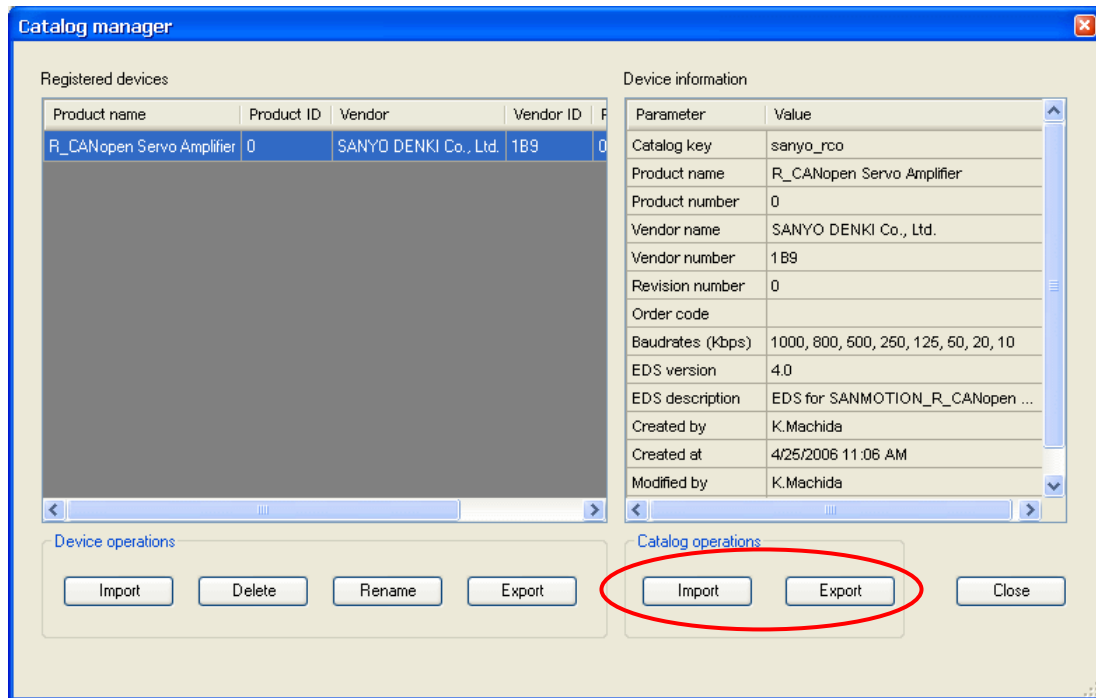 Catalog manager
Registered devices
Product name Product ID Vendor Vendor ID
R_CANopen Servo Amplifier 0 SANYO DENKI Co., Ltd. 1B9 0
Device information
Parameter Value
Catalog key sanyo_rco
Product name R_CANopen Servo Amplifier
Product number 0
Vendor name SANYO DENKI Co., Ltd.
Vendor number 1B9
Revision number 0
Order code
Baudrates (Kbps) 1000, 800, 500, 250, 125, 50, 20, 10
EDS version 4.0
EDS description EDS for SANMOTION_R_CANopen ...
Created by K.Machida
Created at 4/25/2006 11:06 AM
Modified by K.Machida
Device operations
Import Delete Rename Export
Catalog operations
Import Export
Close